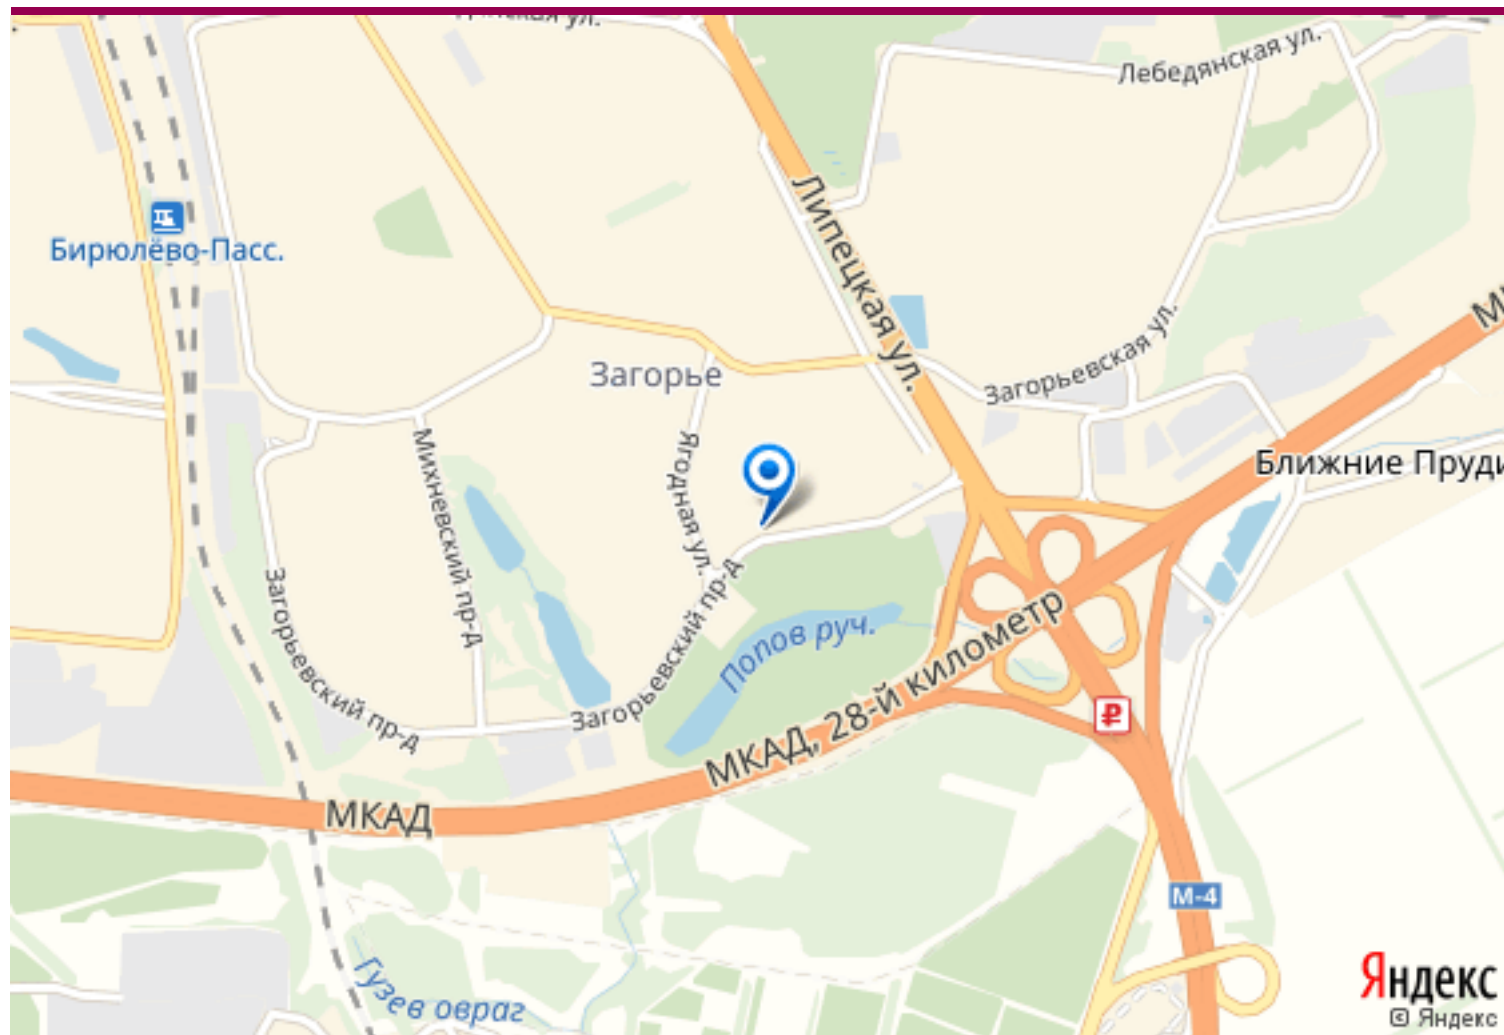 Лебедянская ул.
Липецкая ул.
Бирюлёво-Пасс.
Загорье
Загорьевская ул.
Ближние Пруди
Михневский пр-д
Ягодная ул.
Загорьевский пр-д
Загорьевский пр-д
Попов руч.
МКАД, 28-й километр
МКАД
М-4
Гузев овраг
Яндекс
© Яндекс